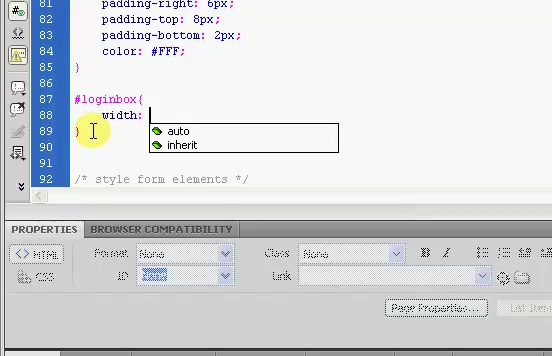 81 padding-right: 6px;
82 padding-top: 8px;
83 padding-bottom: 2px;
84 color: #FFF;
85 }
86
87 #loginbox{
88 width:
89 }
auto
inherit
90
91
92 /* style form elements */
PROPERTIES BROWSER COMPATIBILITY
<> HTML Format None Class None B I
CSS ID None Link
Page Properties... List Item